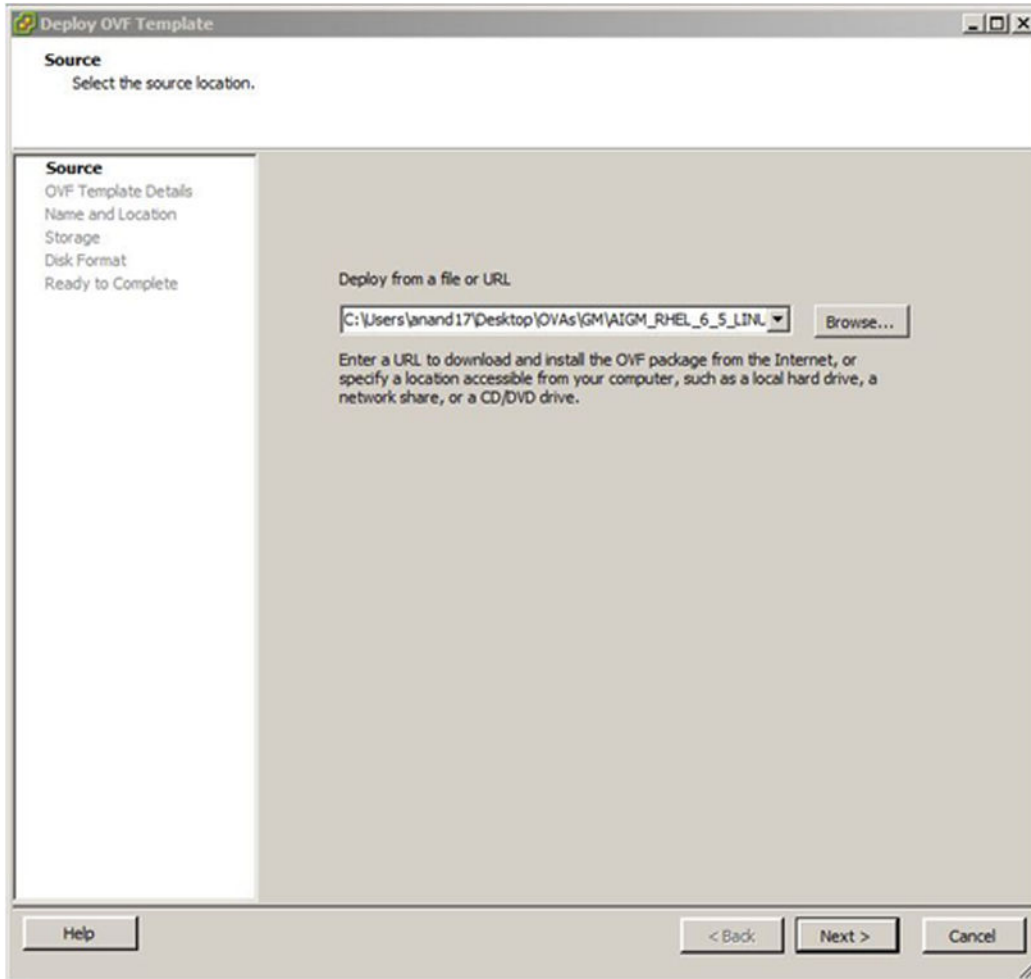 Deploy OVF Template
Source
Select the source location.
Source
OVF Template Details
Name and Location
Storage
Disk Format
Ready to Complete
Deploy from a file or URL
C:\Users\anand17\Desktop\OVAs\GM\AIGM_RHEL_6_5_LINU
Browse...
Enter a URL to download and install the OVF package from the Internet, or
specify a location accessible from your computer, such as a local hard drive, a
network share, or a CD/DVD drive.
Help
< Back
Next >
Cancel